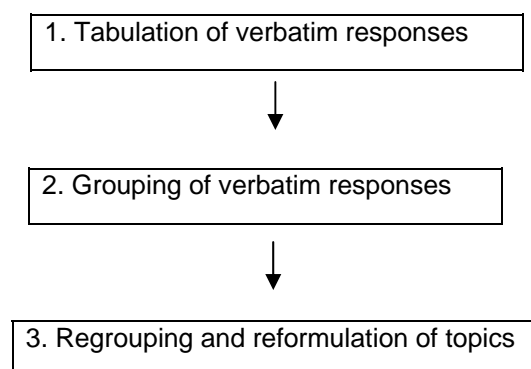 1. Tabulation of verbatim responses
2. Grouping of verbatim responses
3. Regrouping and reformulation of topics